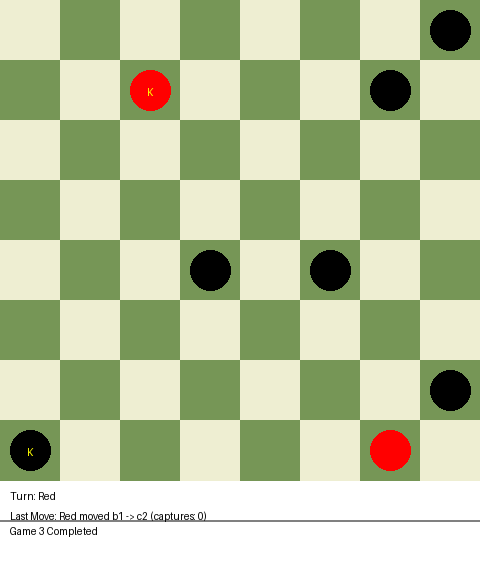 K
K
Turn: Red
Last Move: Red moved b1 -> c2 (captures: 0)
Game 3 Completed